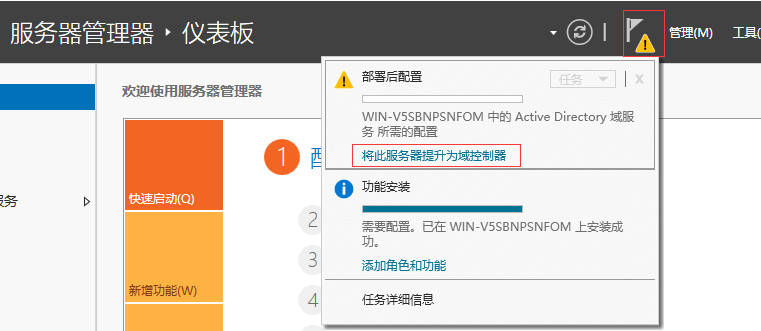 服务器管理器 ▸ 仪表板
管理(M)
工具
部署后配置
任务
x
欢迎使用服务器管理器
WIN-V5SBNPSNFOM 中的 Active Directory 域服
务 所需的配置
1
将此服务器提升为域控制器
功能安装
快速启动(Q)
服务
2
需要配置。已在 WIN-V5SBNPSNFOM 上安装成
功。
3
添加角色和功能
新增功能(W)
4
任务详细信息